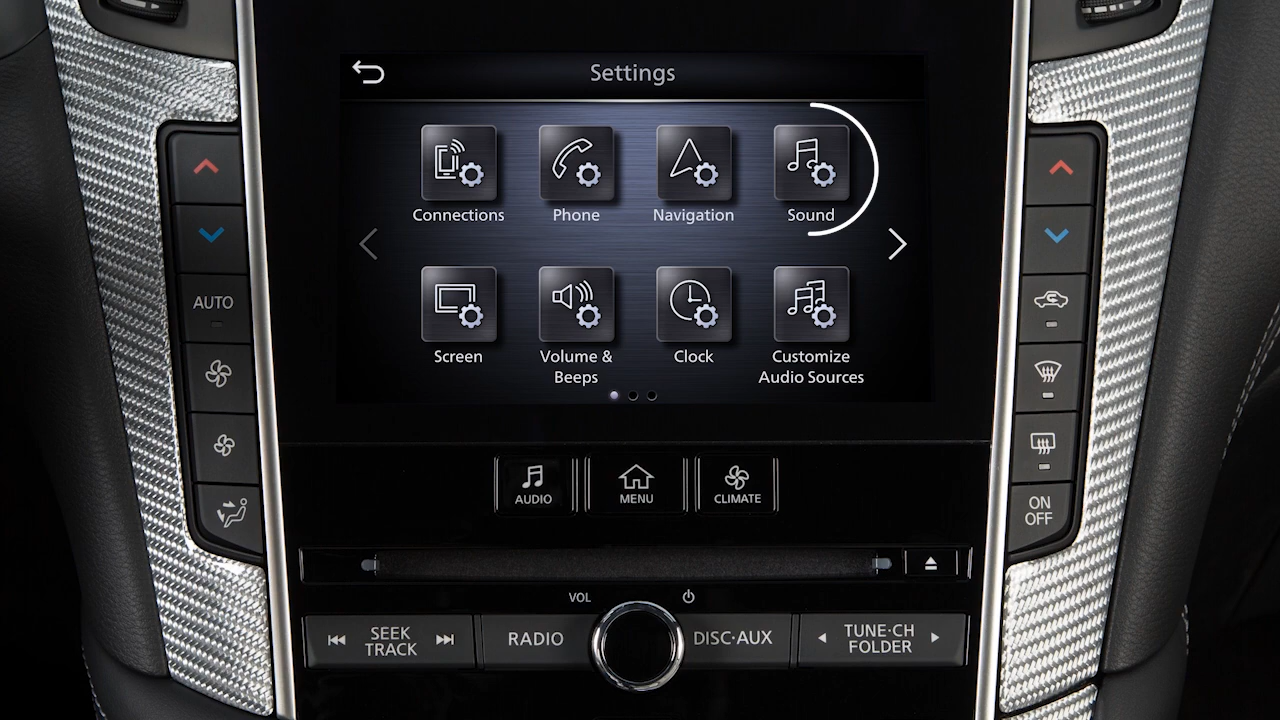 Settings
Connections
Phone
Navigation
Sound
Screen
Volume &
Beeps
Clock
Customize
Audio Sources
AUTO
ON
OFF
AUDIO
MENU
CLIMATE
VOL
SEEK
TRACK
RADIO
DISC·AUX
TUNE·CH
FOLDER